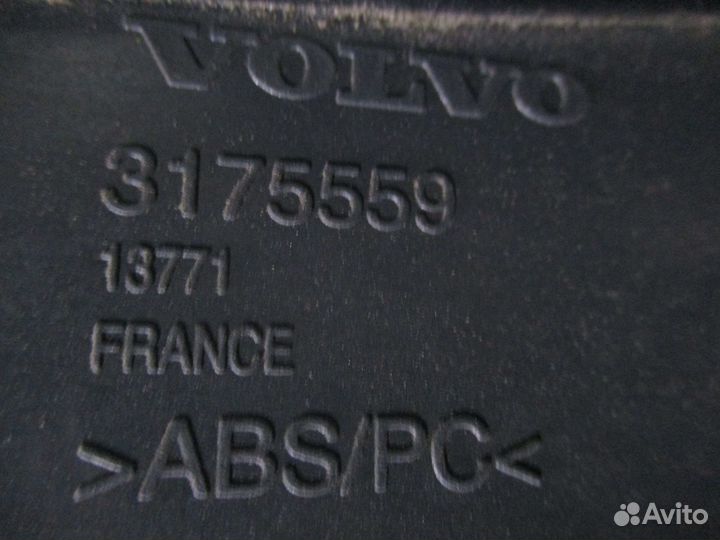 VOLVO
3175559
13771
FRANCE
>ABS/PC<
Avito